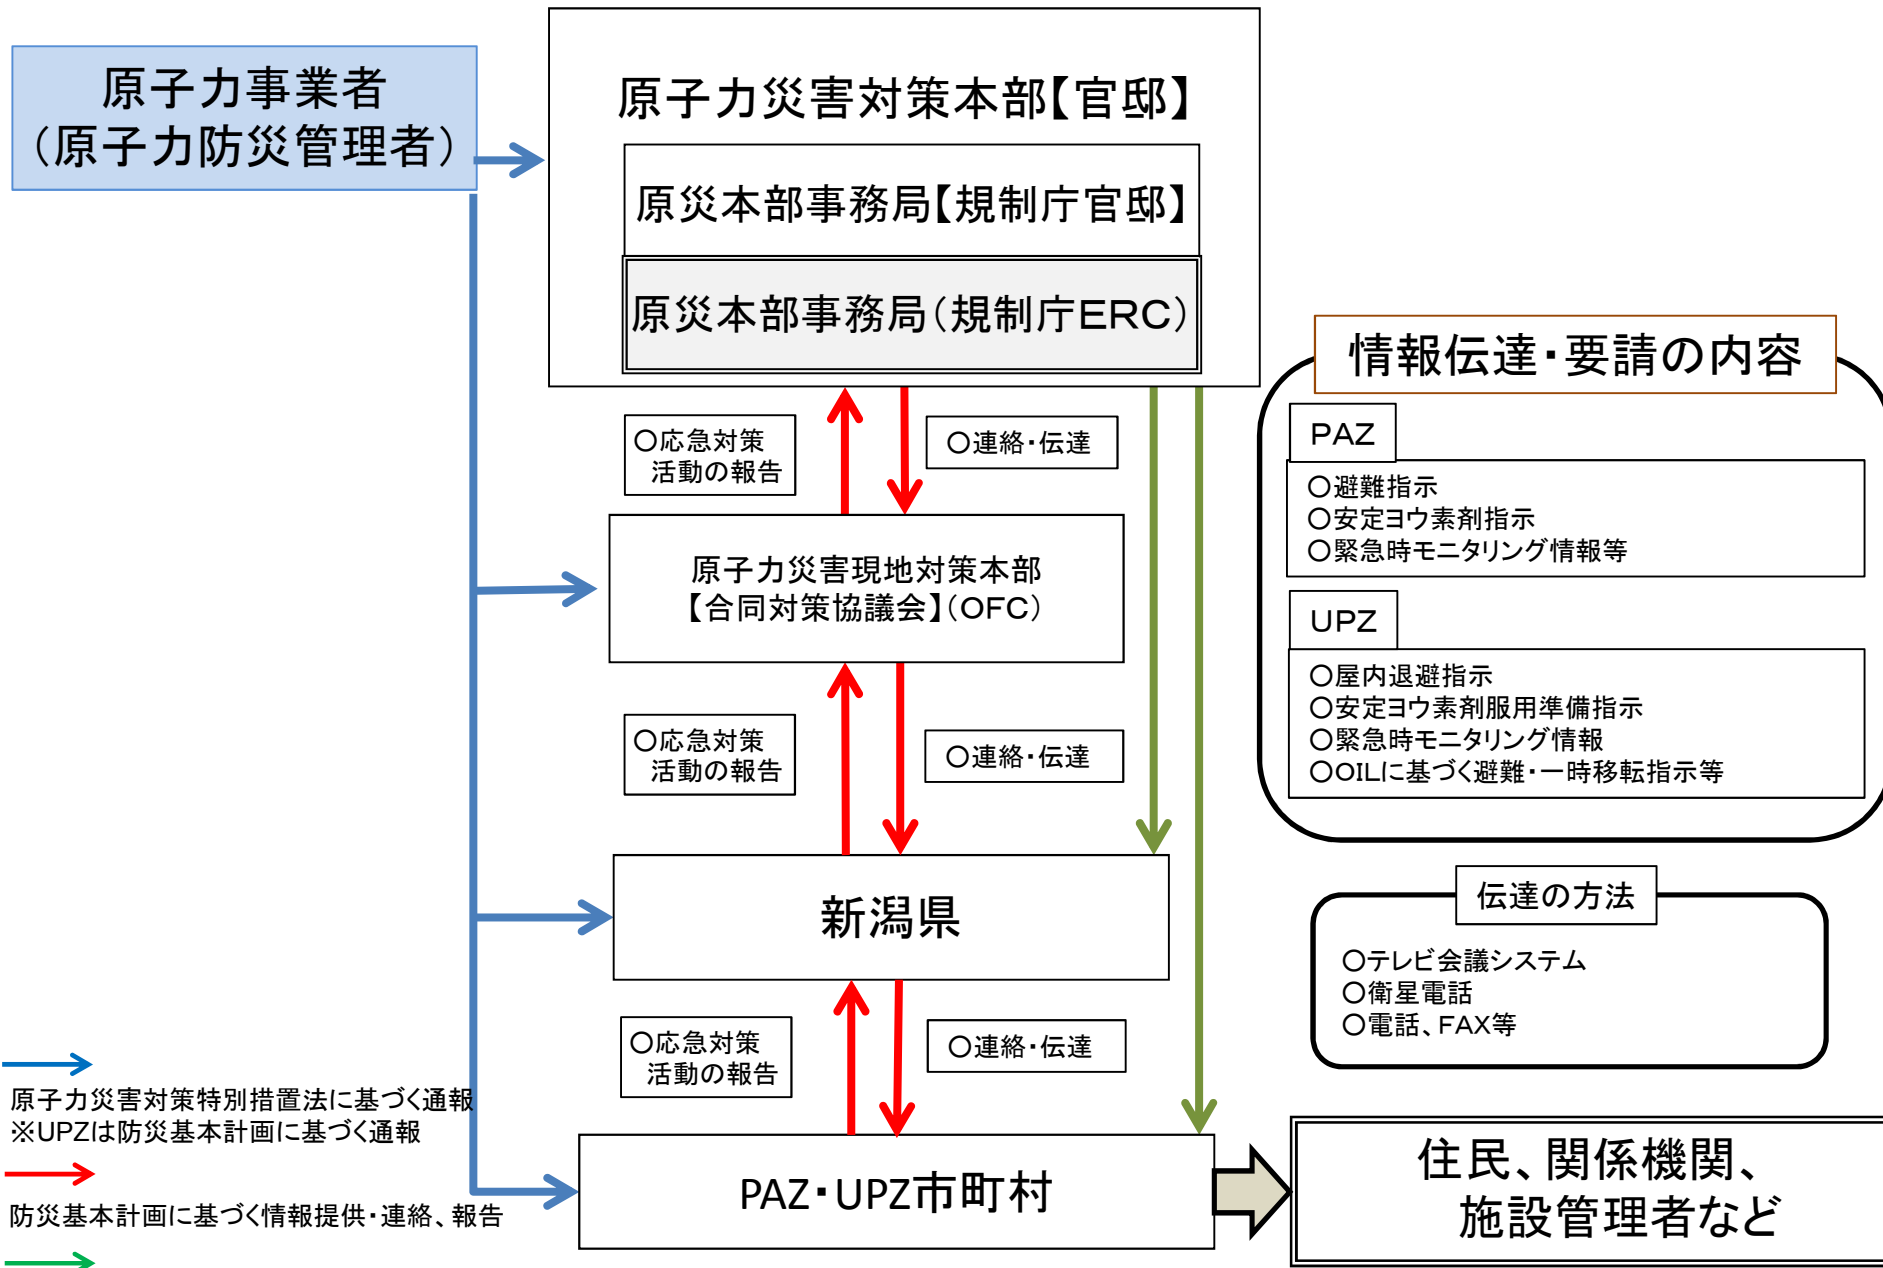 原子力事業者
（原子力防災管理者）
原子力災害対策本部【官邸】
原災本部事務局【規制庁官邸】
原災本部事務局（規制庁ERC）
○応急対策
活動の報告
○連絡・伝達
原子力災害現地対策本部
【合同対策協議会】（OFC）
○応急対策
活動の報告
○連絡・伝達
新潟県
○応急対策
活動の報告
○連絡・伝達
PAZ・UPZ市町村
住民、関係機関、
施設管理者など
情報伝達・要請の内容
PAZ
○避難指示
○安定ヨウ素剤指示
○緊急時モニタリング情報等
UPZ
○屋内退避指示
○安定ヨウ素剤服用準備指示
○緊急時モニタリング情報
○OILに基づく避難・一時移転指示等
伝達の方法
○テレビ会議システム
○衛星電話
○電話、FAX等
原子力災害対策特別措置法に基づく通報
※UPZは防災基本計画に基づく通報
防災基本計画に基づく情報提供・連絡、報告